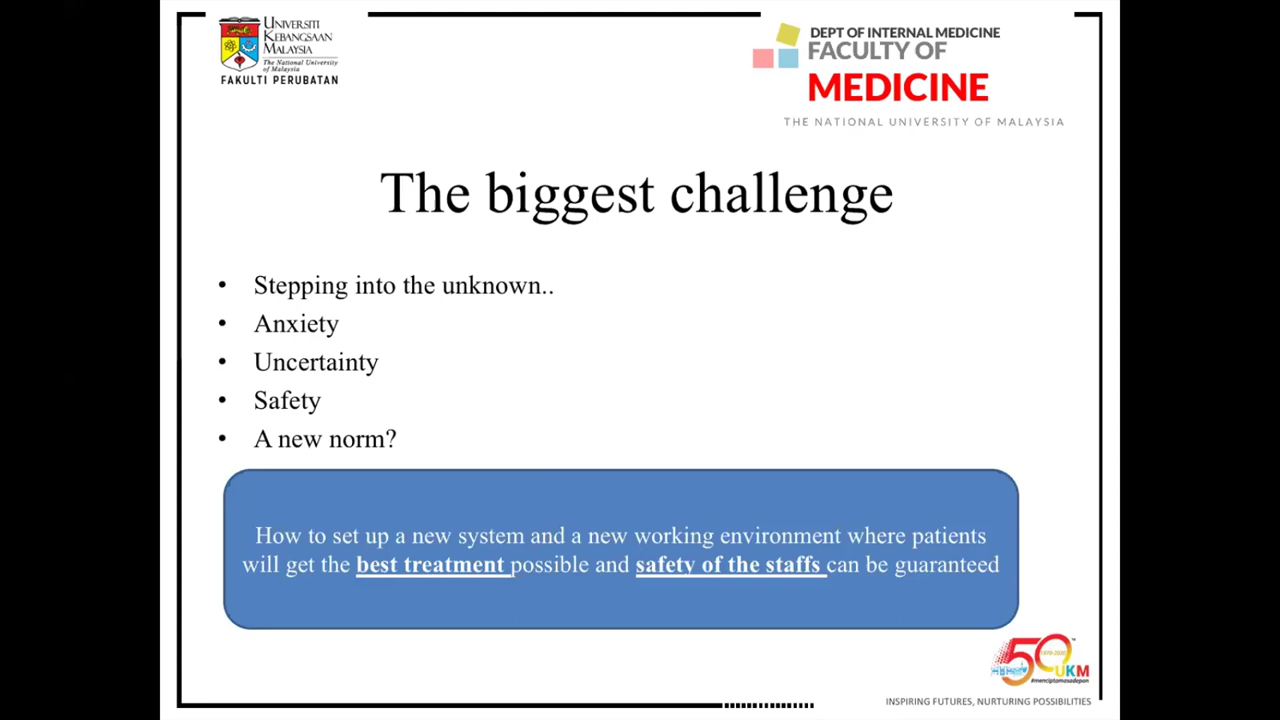 UNIVERSITI
KEBANGSAAN
MALAYSIA
The National University
of Malaysia
FAKULTI PERUBATAN
DEPT OF INTERNAL MEDICINE
FACULTY OF
MEDICINE
THE NATIONAL UNIVERSITY OF MALAYSIA
The biggest challenge
• Stepping into the unknown..
• Anxiety
• Uncertainty
• Safety
• A new norm?
How to set up a new system and a new working environment where patients
will get the best treatment possible and safety of the staffs can be guaranteed
50
1970-2020
UKM
#menciptamasadepan
INSPIRING FUTURES, NURTURING POSSIBILITIES